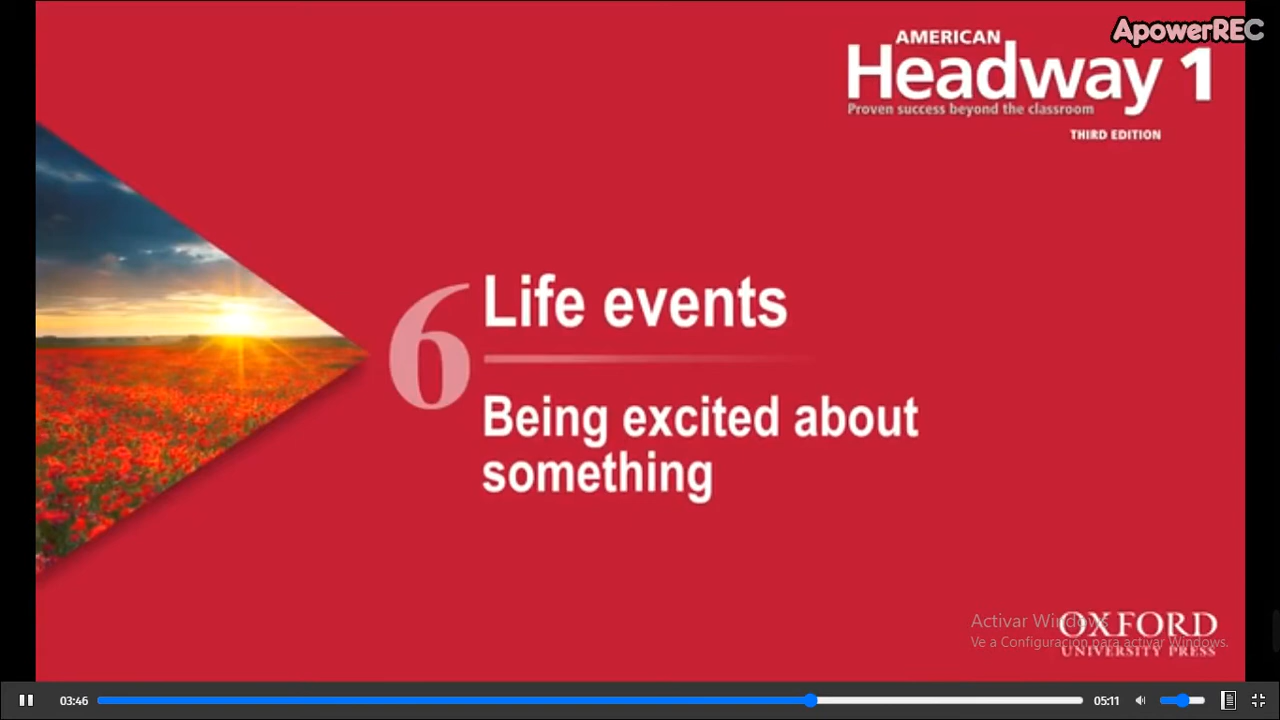 ApowerREC
AMERICAN
Headway 1
Proven success beyond the classroom
THIRD EDITION
6
Life events
Being excited about
something
Activar Windows
Ve a Configuración para activar Windows.
OXFORD
UNIVERSITY PRESS
03:46
05:11